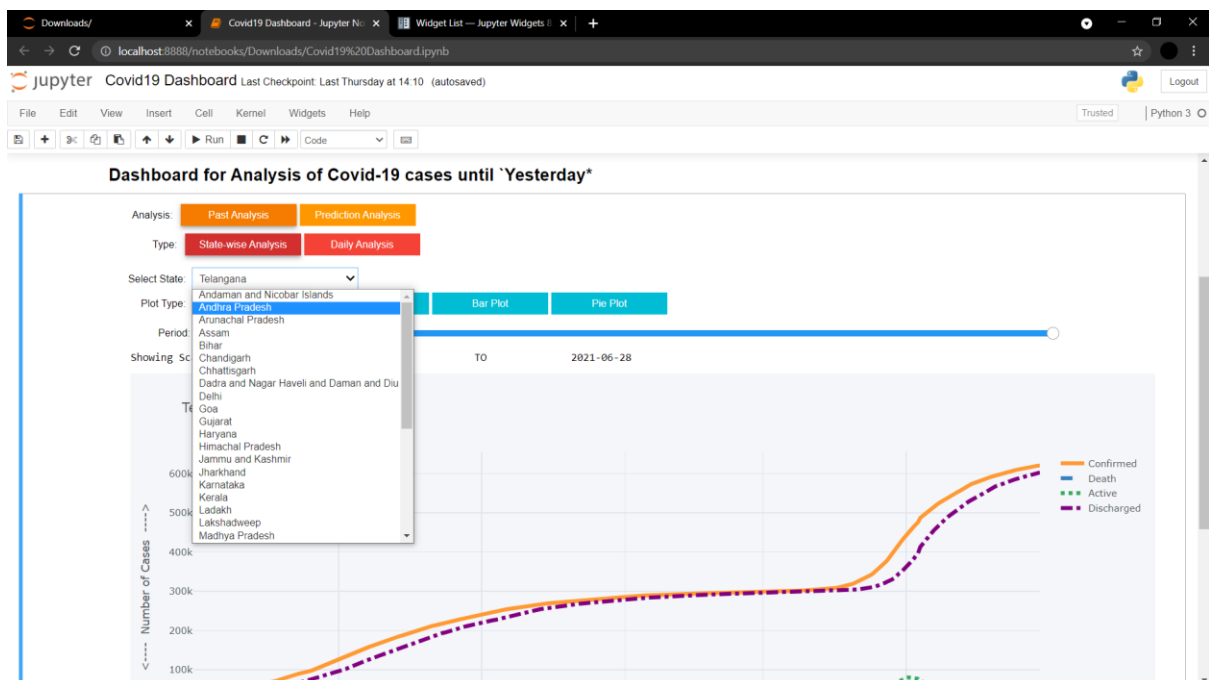 Downloads/
Covid19 Dashboard - Jupyter No
Widget List — Jupyter Widgets 8
localhost:8888/notebooks/Downloads/Covid19%20Dashboard.ipynb
jupyter Covid19 Dashboard Last Checkpoint: Last Thursday at 14:10 (autosaved)
Logout
File Edit View Insert Cell Kernel Widgets Help
Trusted
Python 3
Run
Code
Dashboard for Analysis of Covid-19 cases until `Yesterday*
Analysis: Past Analysis Prediction Analysis
Type: State-wise Analysis Daily Analysis
Select State: Telangana
Plot Type: Bar Plot Pie Plot
Period:
Showing Sc TO 2021-06-28
Andaman and Nicobar Islands
Andhra Pradesh
Arunachal Pradesh
Assam
Bihar
Chandigarh
Chhattisgarh
Dadra and Nagar Haveli and Daman and Diu
Delhi
Goa
Gujarat
Haryana
Himachal Pradesh
Jammu and Kashmir
Jharkhand
Karnataka
Kerala
Ladakh
Lakshadweep
Madhya Pradesh
Te
600k
500k
400k
300k
200k
100k
<---- Number of Cases ---->
Confirmed
Death
Active
Discharged